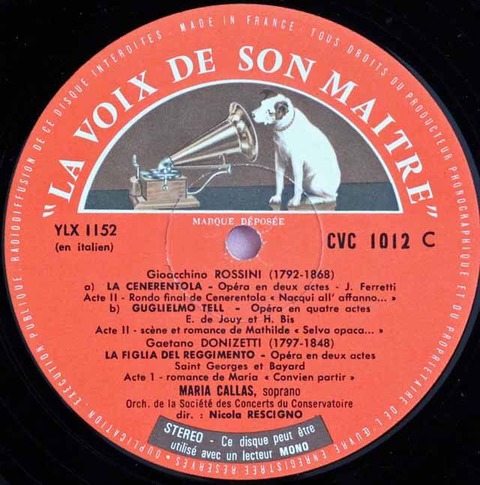 MADE IN FRANCE · TOUS DROITS DU PRODUCTEUR PHONOGRAPHIQUE ET DU PROPRIETAIRE DE L'ŒUVRE ENREGISTREE RESERVES · DUPLICATION · EXÉCUTION PUBLIQUE · RADIODIFFUSION DE CE DISQUE INTERDITES ·
"LA VOIX DE SON MAITRE"
MARQUE DÉPOSÉE
YLX 1152
(en italien)
CVC 1012 C
Gioacchino ROSSINI (1792-1868)
a) LA CENERENTOLA - Opéra en deux actes - J. Ferretti
Acte II - Rondo final de Cenerentola « Nacqui all' affanno... »
b) GUGLIELMO TELL - Opéra en quatre actes
E. de Jouy et H. Bis
Acte II - scène et romance de Mathilde « Selva opaca... »
Gaetano DONIZETTI (1797-1848)
LA FIGLIA DEL REGGIMENTO - Opéra en deux actes
Saint Georges et Bayard
Acte 1 - romance de Maria « Convien partir »
MARIA CALLAS, soprano
Orch. de la Société des Concerts du Conservatoire
dir. : Nicola RESCIGNO
STEREO - Ce disque peut être
utilisé avec un lecteur MONO